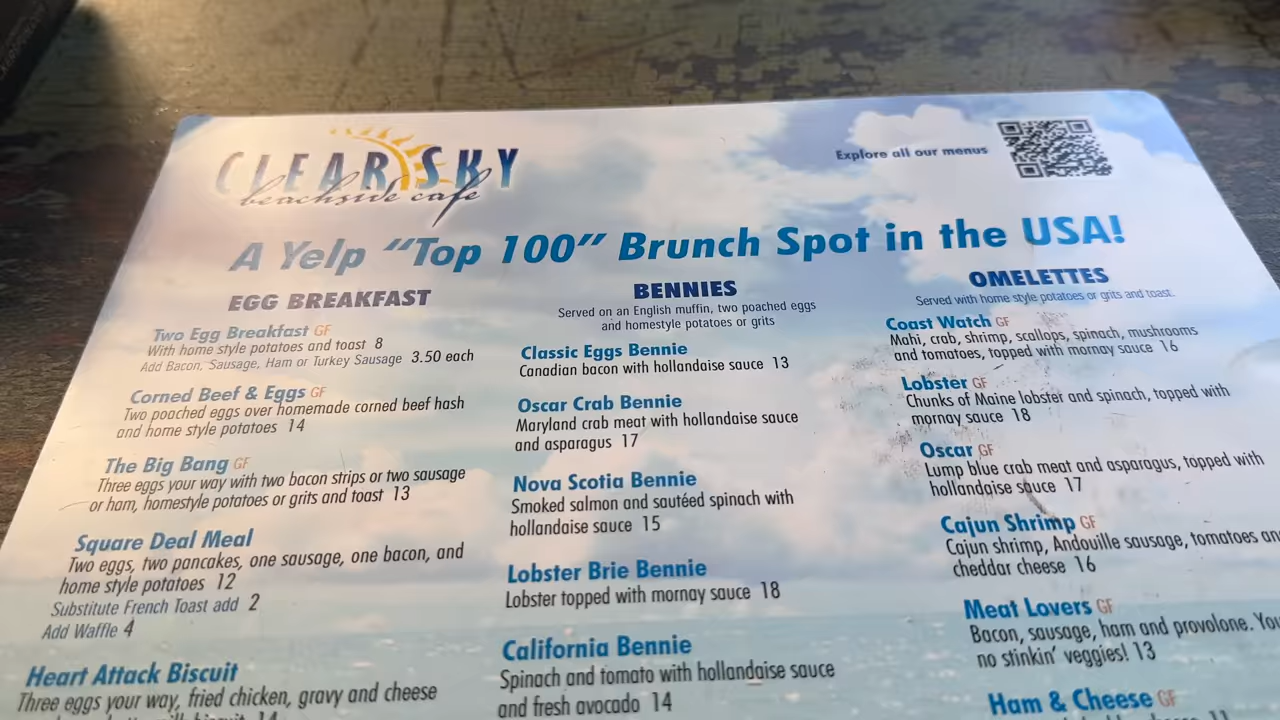 CLEAR SKY
beachside cafe
Explore all our menus
A Yelp “Top 100” Brunch Spot in the USA!
EGG BREAKFAST
Two Egg Breakfast GF
With home style potatoes and toast 8
Add Bacon, Sausage, Ham or Turkey Sausage 3.50 each
Corned Beef & Eggs GF
Two poached eggs over homemade corned beef hash
and home style potatoes 14
The Big Bang GF
Three eggs your way with two bacon strips or two sausage
or ham, homestyle potatoes or grits and toast 13
Square Deal Meal
Two eggs, two pancakes, one sausage, one bacon, and
home style potatoes 12
Substitute French Toast add 2
Add Waffle 4
Heart Attack Biscuit
Three eggs your way, fried chicken, gravy and cheese
14
BENNIES
Served on an English muffin, two poached eggs
and homestyle potatoes or grits
Classic Eggs Bennie
Canadian bacon with hollandaise sauce 13
Oscar Crab Bennie
Maryland crab meat with hollandaise sauce
and asparagus 17
Nova Scotia Bennie
Smoked salmon and sautéed spinach with
hollandaise sauce 15
Lobster Brie Bennie
Lobster topped with mornay sauce 18
California Bennie
Spinach and tomato with hollandaise sauce
and fresh avocado 14
OMELETTES
Served with home style potatoes or grits and toast.
Coast Watch GF
Mahi, crab, shrimp, scallops, spinach, mushrooms
and tomatoes, topped with mornay sauce 16
Lobster GF
Chunks of Maine lobster and spinach, topped with
mornay sauce 18
Oscar GF
Lump blue crab meat and asparagus, topped with
hollandaise sauce 17
Cajun Shrimp GF
Cajun shrimp, Andouille sausage, tomatoes an
cheddar cheese 16
Meat Lovers GF
Bacon, sausage, ham and provolone. You
no stinkin’ veggies! 13
Ham & Cheese GF